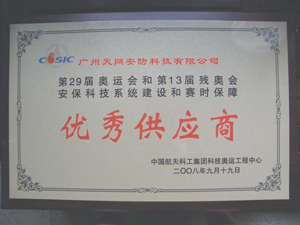 CASIC 广州天网安防科技有限公司
第29届奥运会和第13届残奥会
安保科技系统建设和赛时保障
优秀供应商
中国航天科工集团科技奥运工程中心
二〇〇八年九月十九日